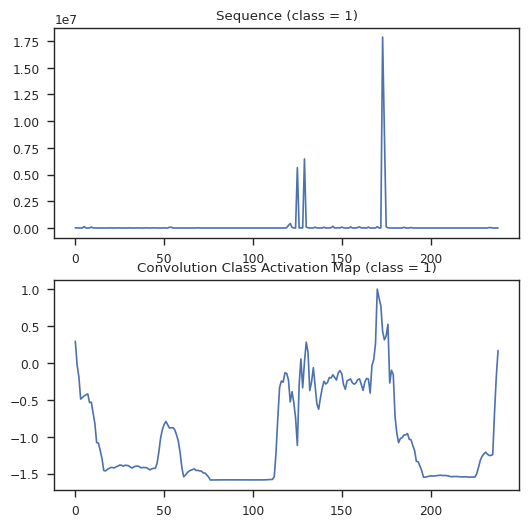 Sequence (class = 1)
1e7
1.75
1.50
1.25
1.00
0.75
0.50
0.25
0.00
0 50 100 150 200
Convolution Class Activation Map (class = 1)
1.0
0.5
0.0
−0.5
−1.0
−1.5
0 50 100 150 200